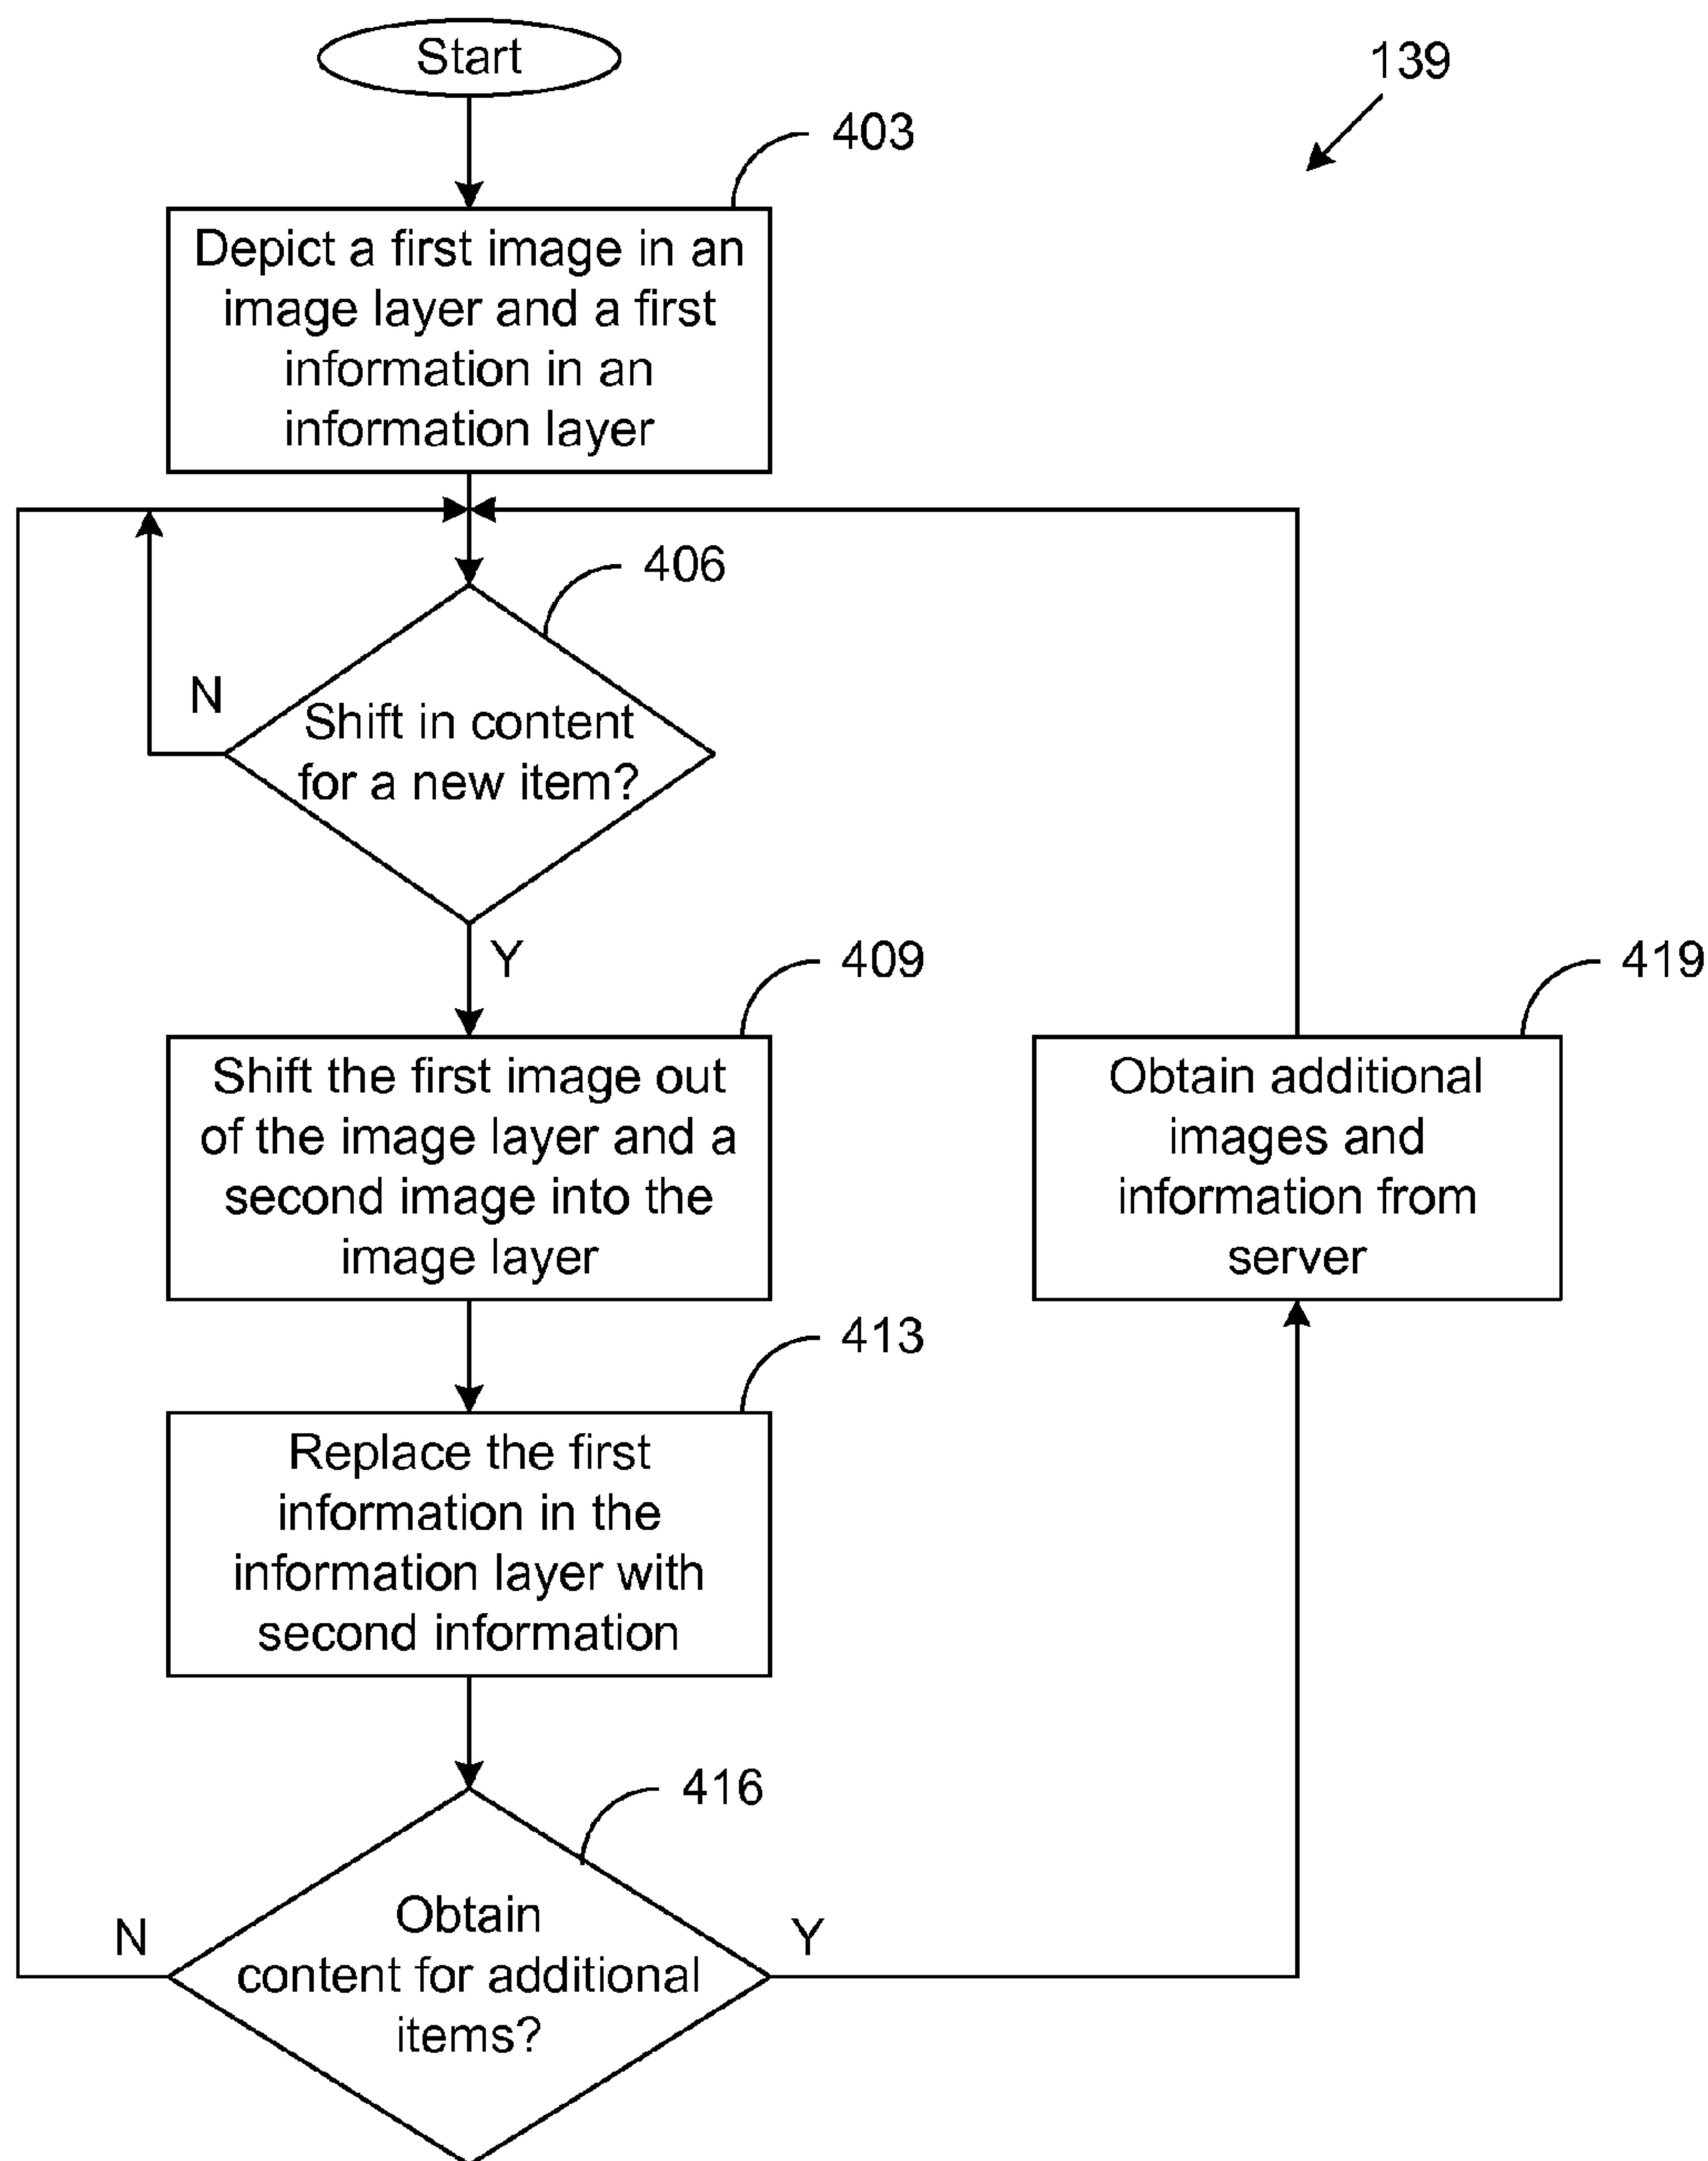 Start
139
403
Depict a first image in an
image layer and a first
information in an
information layer
406
N
Shift in content
for a new item?
Y
409
Shift the first image out
of the image layer and a
second image into the
image layer
419
Obtain additional
images and
information from
server
413
Replace the first
information in the
information layer with
second information
416
N
Obtain
content for additional
items?
Y